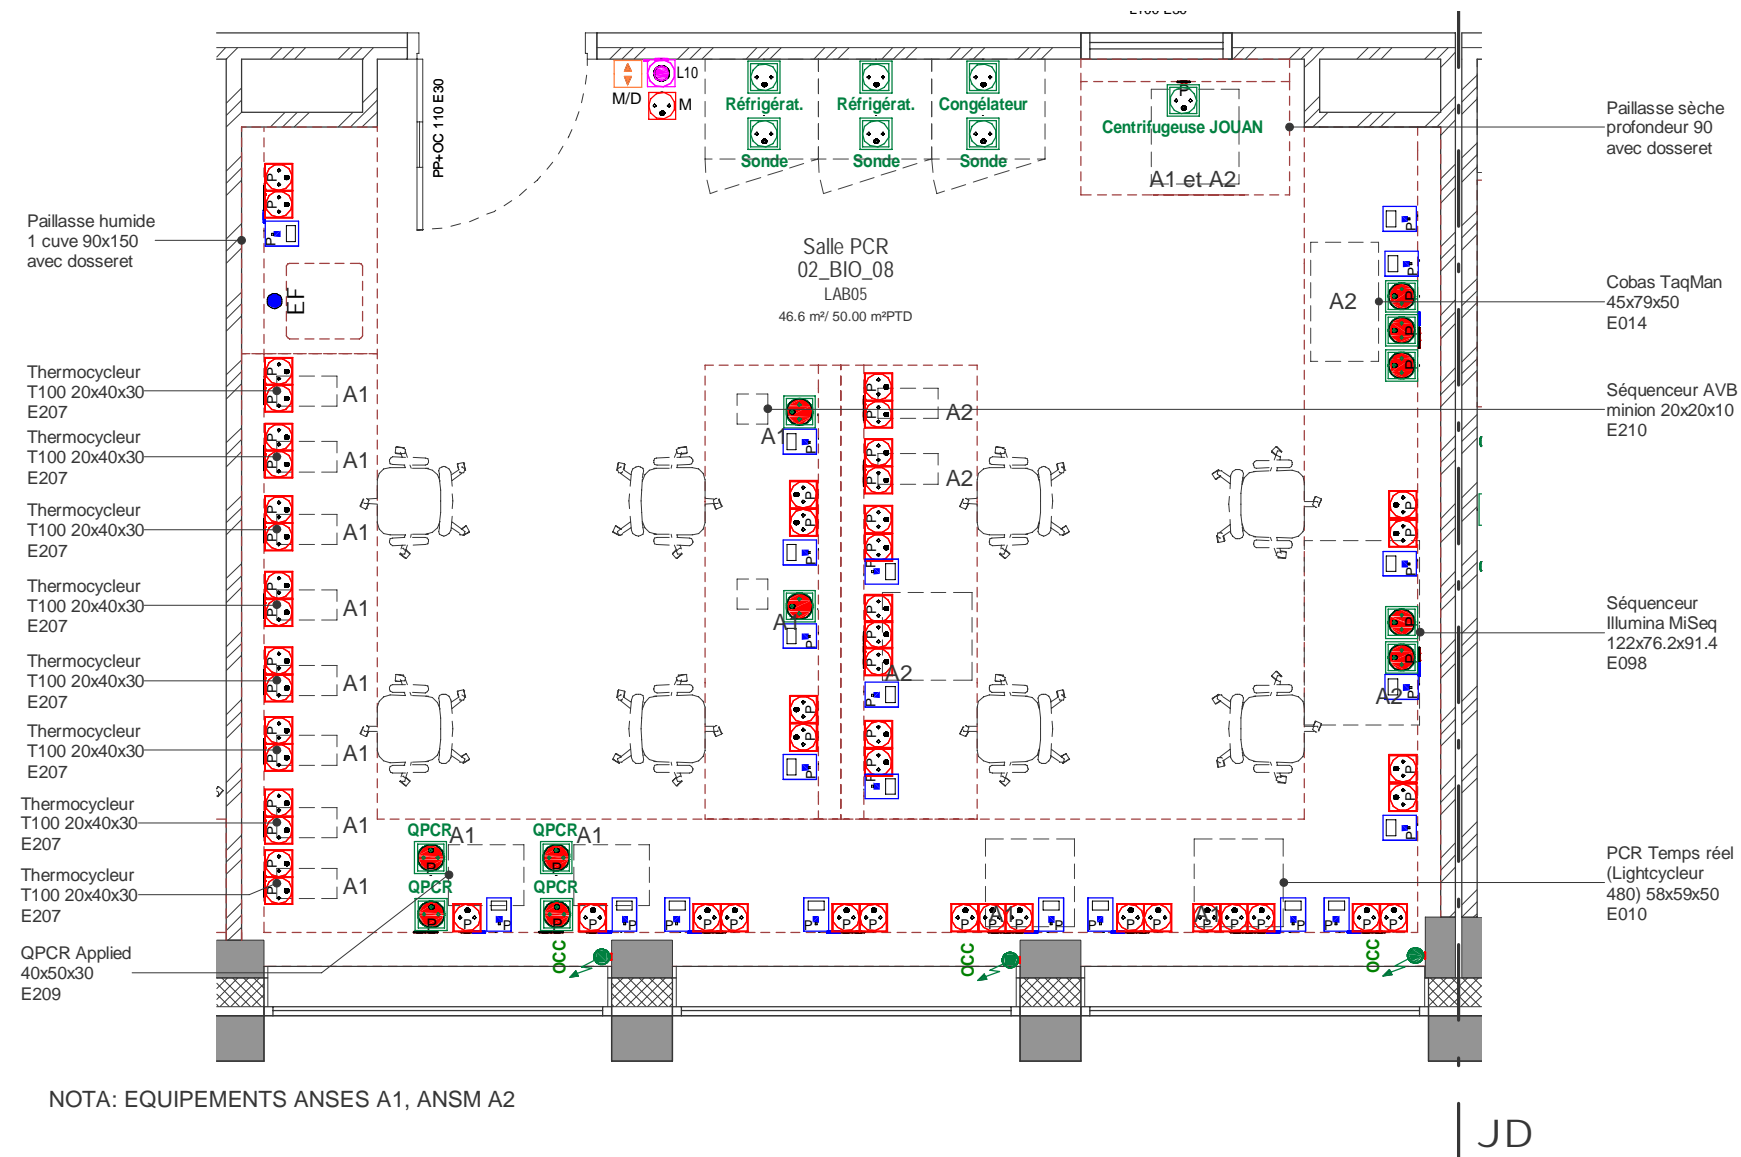 PP+OC 110 E30
M/D
L10
M
Réfrigérat.
Sonde
Réfrigérat.
Sonde
Congélateur
Sonde
P
Centrifugeuse JOUAN
A1 et A2
Paillasse sèche
profondeur 90
avec dosseret
Paillasse humide
1 cuve 90x150
avec dosseret
EF
Salle PCR
02_BIO_08
LAB05
46.6 m²/ 50.00 m²PTD
A2
Cobas TaqMan
45x79x50
E014
Séquenceur AVB
minion 20x20x10
E210
Thermocycleur
T100 20x40x30
E207
A1
Thermocycleur
T100 20x40x30
E207
A1
Thermocycleur
T100 20x40x30
E207
A1
Thermocycleur
T100 20x40x30
E207
A1
Thermocycleur
T100 20x40x30
E207
A1
Thermocycleur
T100 20x40x30
E207
A1
Thermocycleur
T100 20x40x30
E207
A1
Thermocycleur
T100 20x40x30
E207
A1
A1
A2
A2
A1
A2
Séquenceur
Illumina MiSeq
122x76.2x91.4
E098
A2
QPCR
A1
QPCR
QPCR
A1
QPCR
A1
A1
PCR Temps réel
(Lightcycleur
480) 58x59x50
E010
QPCR Applied
40x50x30
E209
OCC
OCC
OCC
NOTA: EQUIPEMENTS ANSES A1, ANSM A2
JD